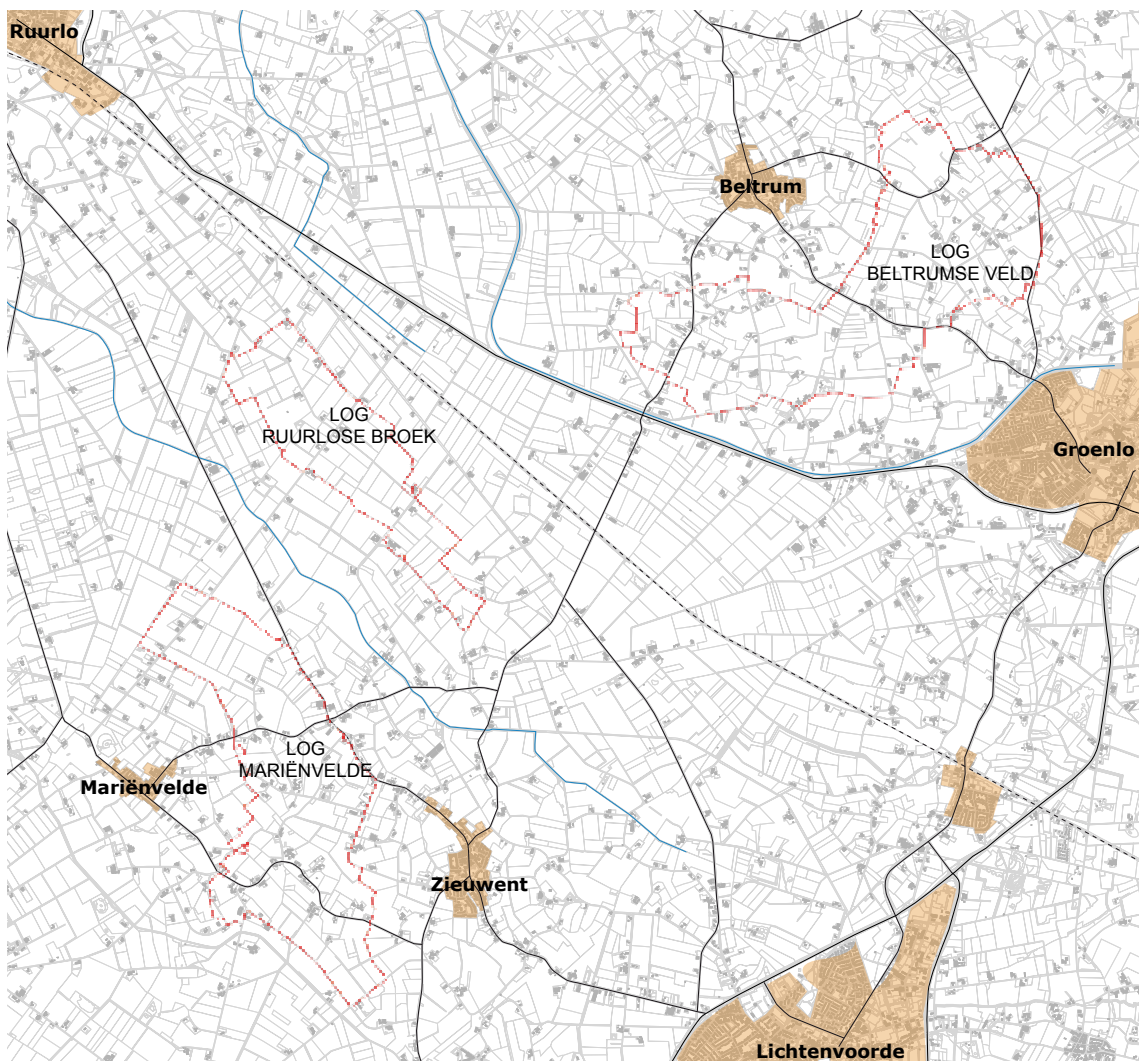 Ruurlo
Beltrum
LOG
BELTRUMSE VELD
LOG
RUURLOSE BROEK
Groenlo
LOG
MARIËNVELDE
Mariënvelde
Zieuwent
Lichtenvoorde